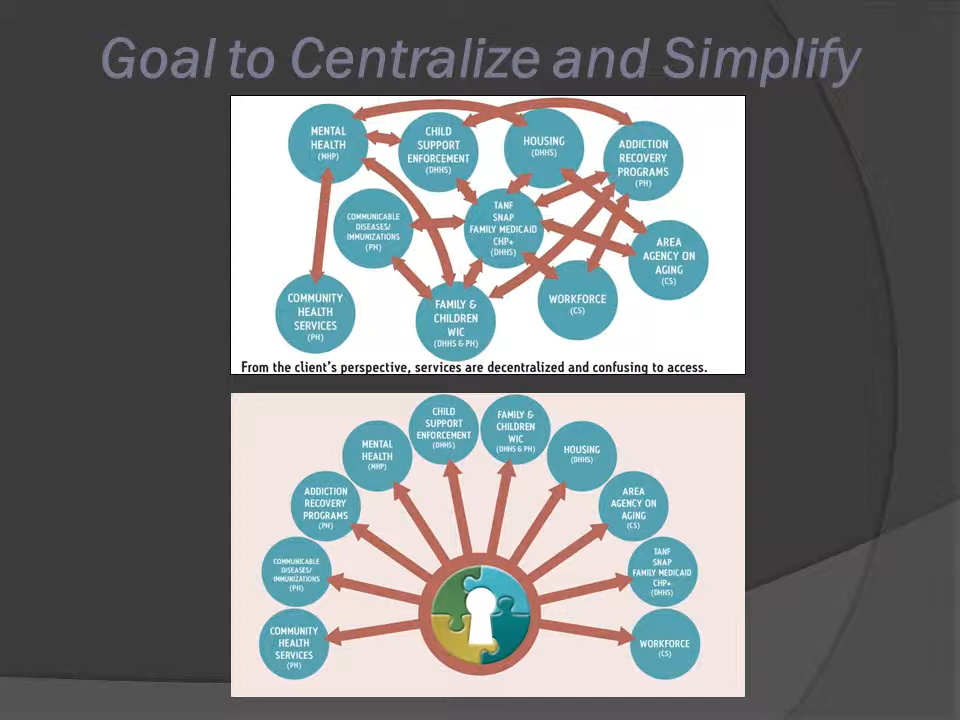 Goal to Centralize and Simplify
MENTAL
HEALTH
(MHP)
CHILD
SUPPORT
ENFORCEMENT
(DHHS)
HOUSING
(DHHS)
ADDICTION
RECOVERY
PROGRAMS
(PH)
COMMUNICABLE
DISEASES/
IMMUNIZATIONS
(PH)
TANF
SNAP
FAMILY MEDICAID
CHP+
(DHHS)
AREA
AGENCY ON
AGING
(CS)
COMMUNITY
HEALTH
SERVICES
(PH)
FAMILY &
CHILDREN
WIC
(DHHS & PH)
WORKFORCE
(CS)
From the client's perspective, services are decentralized and confusing to access.
CHILD
SUPPORT
ENFORCEMENT
(DHHS)
FAMILY &
CHILDREN
WIC
(DHHS & PH)
MENTAL
HEALTH
(MHP)
HOUSING
(DHHS)
ADDICTION
RECOVERY
PROGRAMS
(PH)
AREA
AGENCY ON
AGING
(CS)
COMMUNICABLE
DISEASES/
IMMUNIZATIONS
(PH)
TANF
SNAP
FAMILY MEDICAID
CHP+
(DHHS)
COMMUNITY
HEALTH
SERVICES
(PH)
WORKFORCE
(CS)